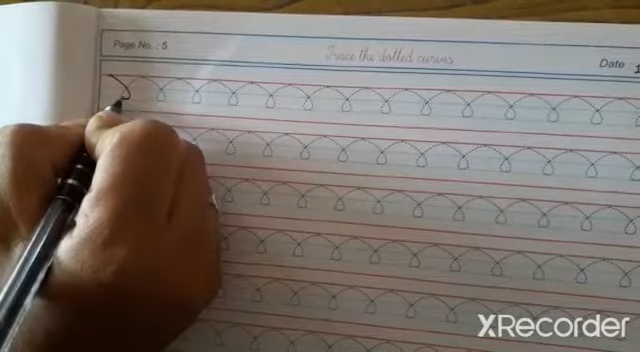 Page No. : 5
Trace the dotted curves
Date :
XRecorder